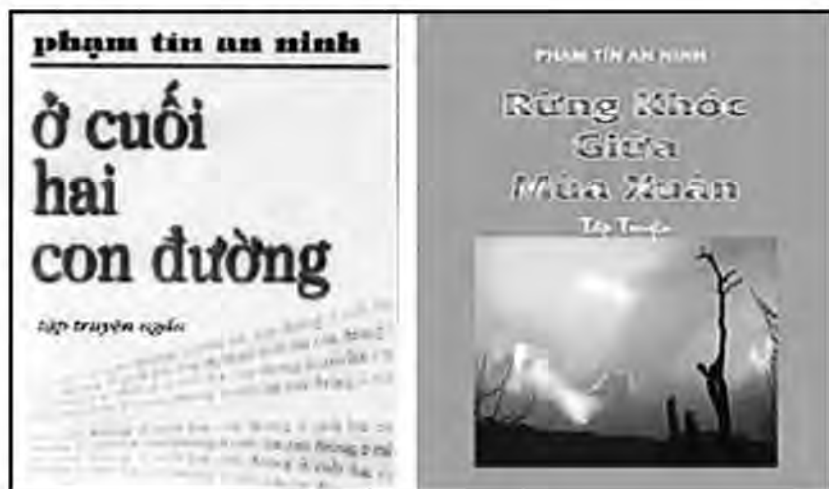 phạm tín an ninh
ở cuối
hai
con đường
tập truyện ngắn
PHẠM TÍN AN NINH
Rừng Khóc
Giữa
Mùa Xuân
Tập Truyện